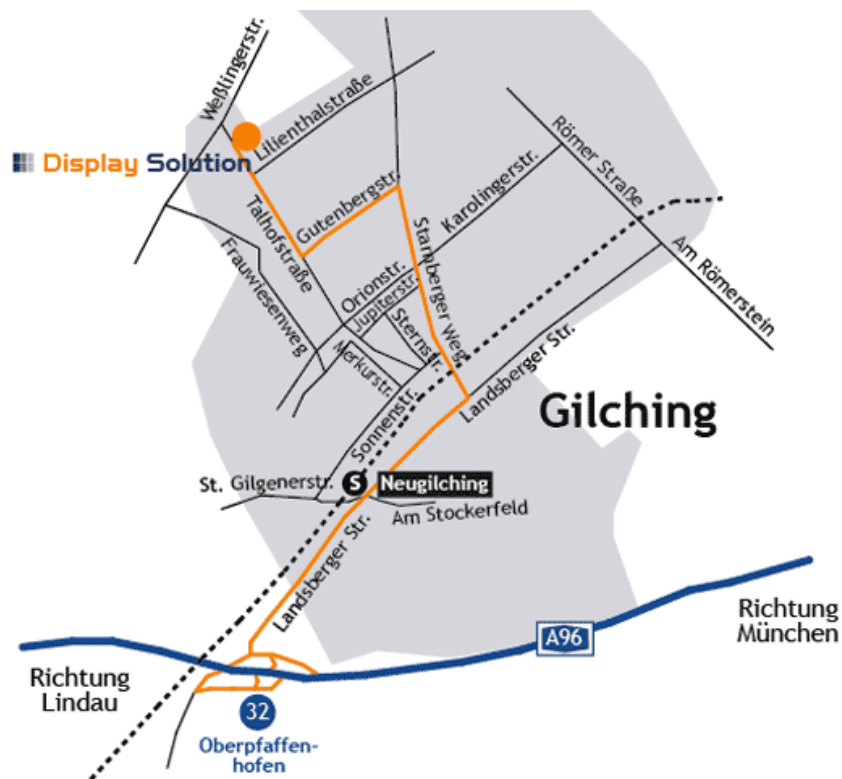 Weßlingerstr.
Lilienthalstraße
Display Solution
Talhofstraße
Gutenbergstr.
Frauwiesenweg
Orionstr.
Jupiterstr.
Sternstr.
Merkurstr.
Sonnenstr.
Starnberger Weg
Karolingerstr.
Römer Straße
Am Römerstein
Landsberger Str.
Gilching
St. Gilgenerstr.
S
Neugilching
Am Stockerfeld
Landsberger Str.
A96
Richtung
München
Richtung
Lindau
32
Oberpfaffen-
hofen